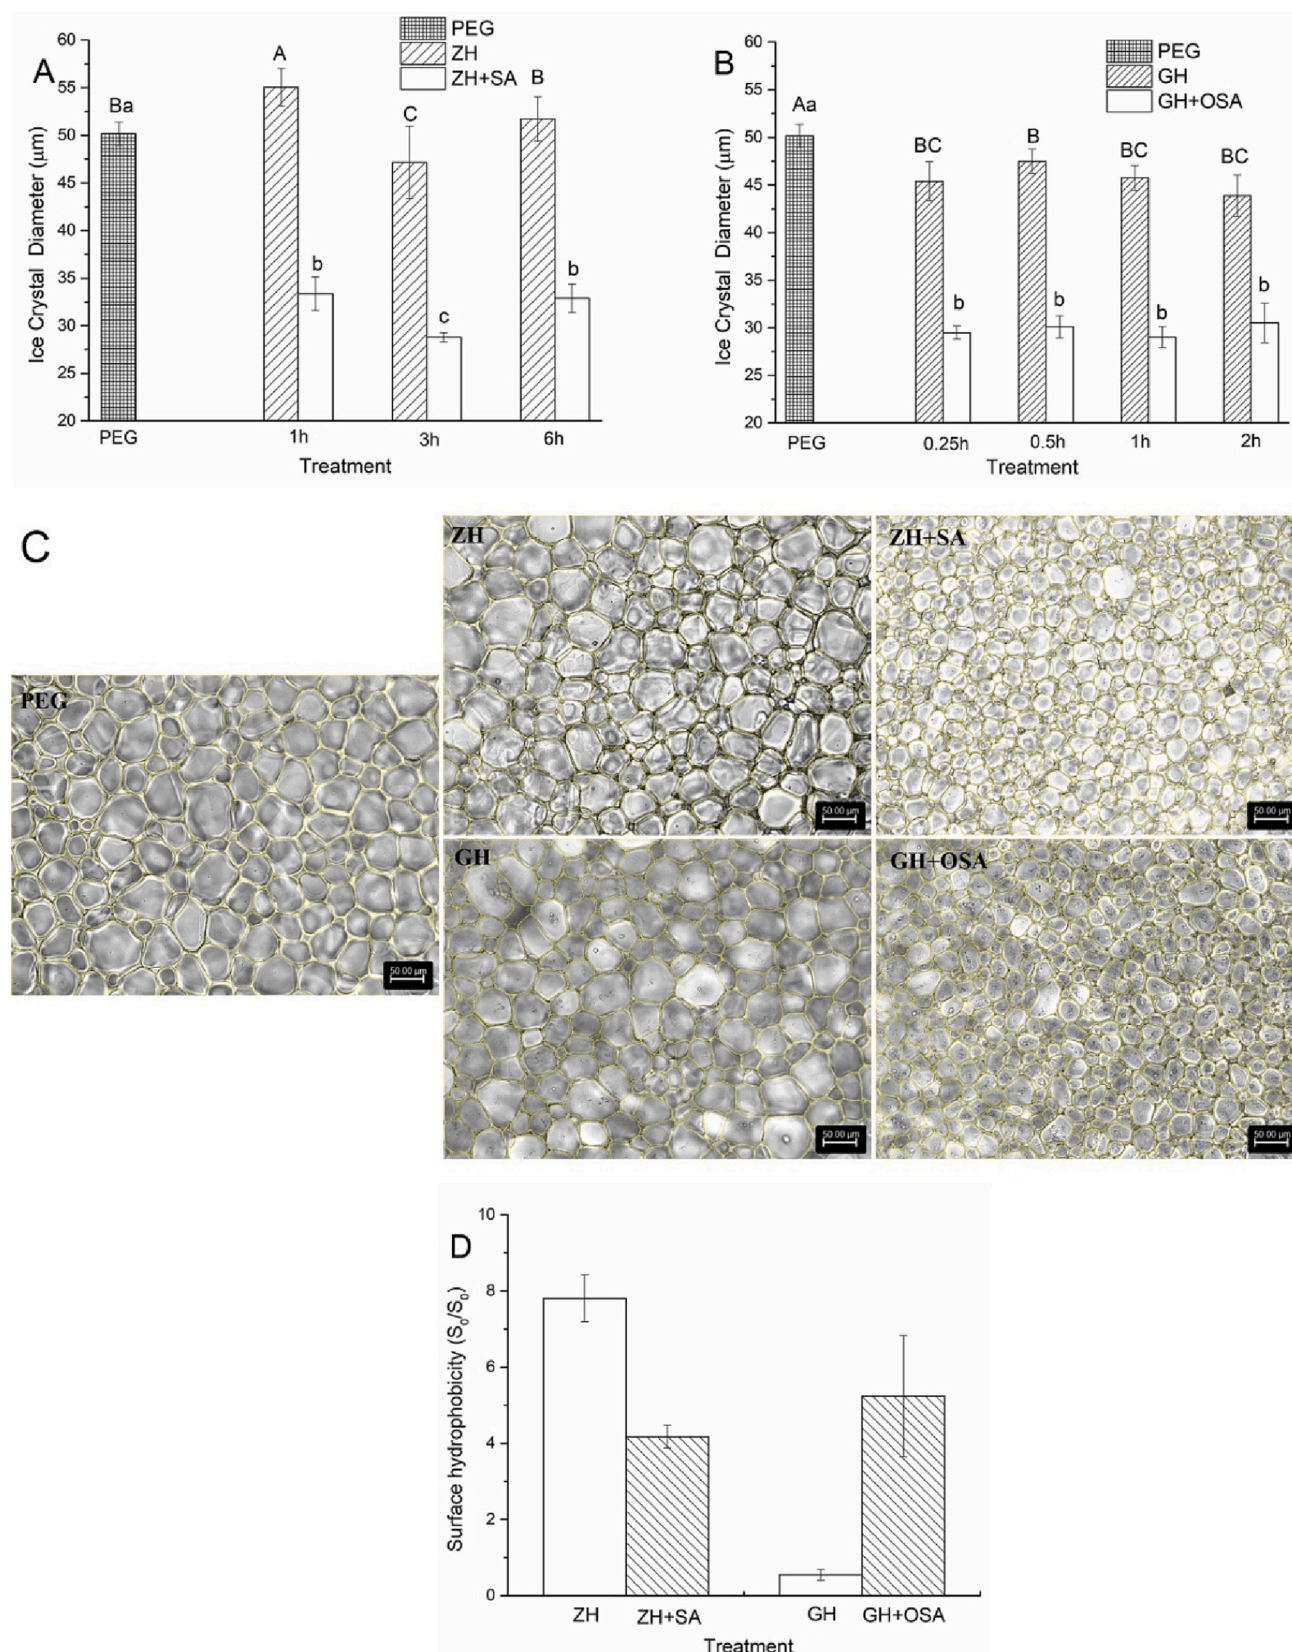 A
PEG
ZH
ZH+SA
Ice Crystal Diameter (μm)
60
55
50
45
40
35
30
25
20
Ba
A
b
C
c
B
b
PEG
1h
3h
6h
Treatment
B
PEG
GH
GH+OSA
Ice Crystal Diameter (μm)
60
55
50
45
40
35
30
25
20
Aa
BC
b
B
b
BC
b
BC
b
PEG
0.25h
0.5h
1h
2h
Treatment
C
PEG
50.00 μm
ZH
50.00 μm
ZH+SA
50.00 μm
GH
50.00 μm
GH+OSA
50.00 μm
D
Surface hydrophobicity (S₀/S₀)
10
8
6
4
2
0
ZH
ZH+SA
GH
GH+OSA
Treatment